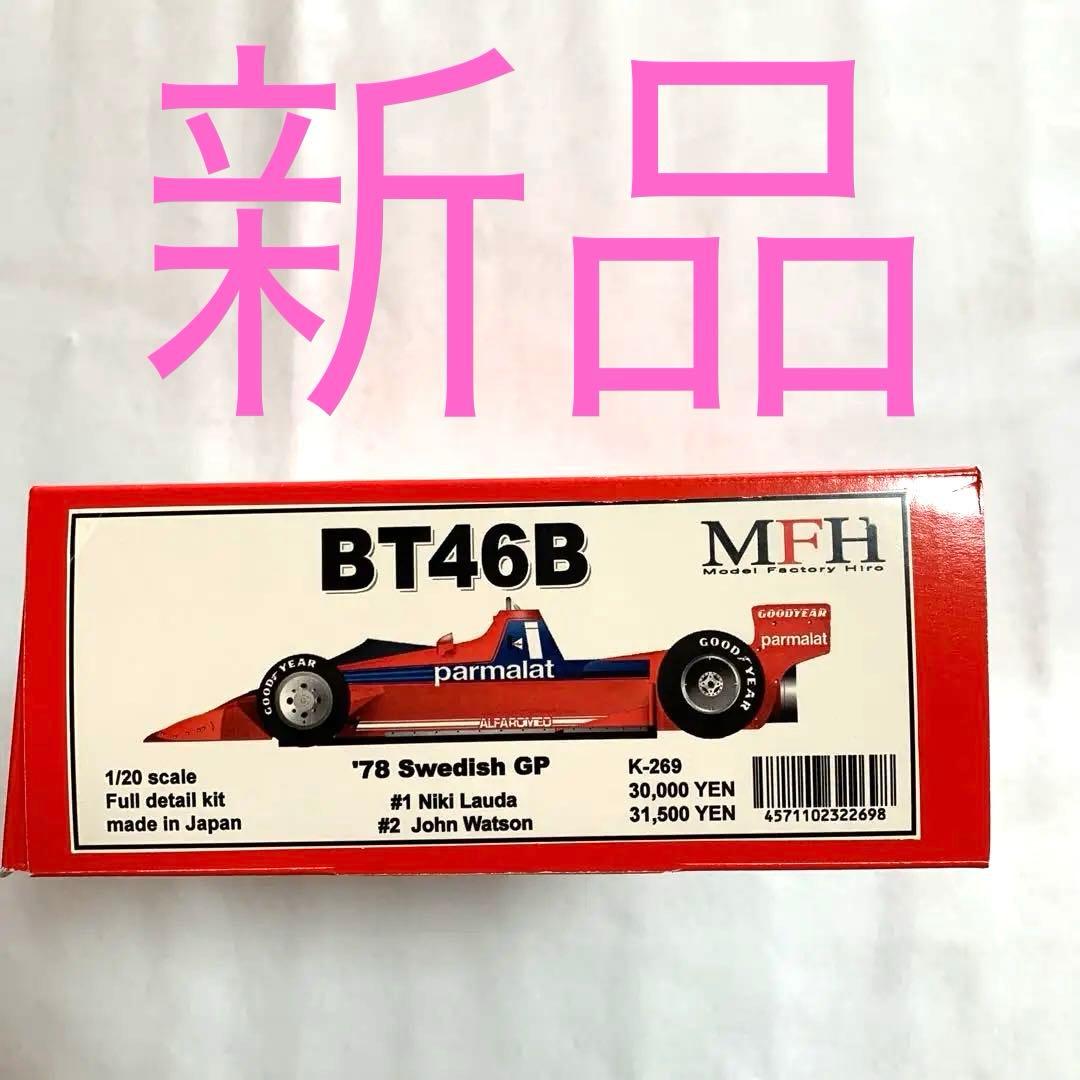 新品
BT46B
MFH
Model Factory Hiro
GOODYEAR
parmalat
1
GOODYEAR
GOODYEAR
parmalat
ALFAROMEO
1/20 scale
Full detail kit
made in Japan
'78 Swedish GP
#1 Niki Lauda
#2 John Watson
K-269
30,000 YEN
31,500 YEN
4571102322698